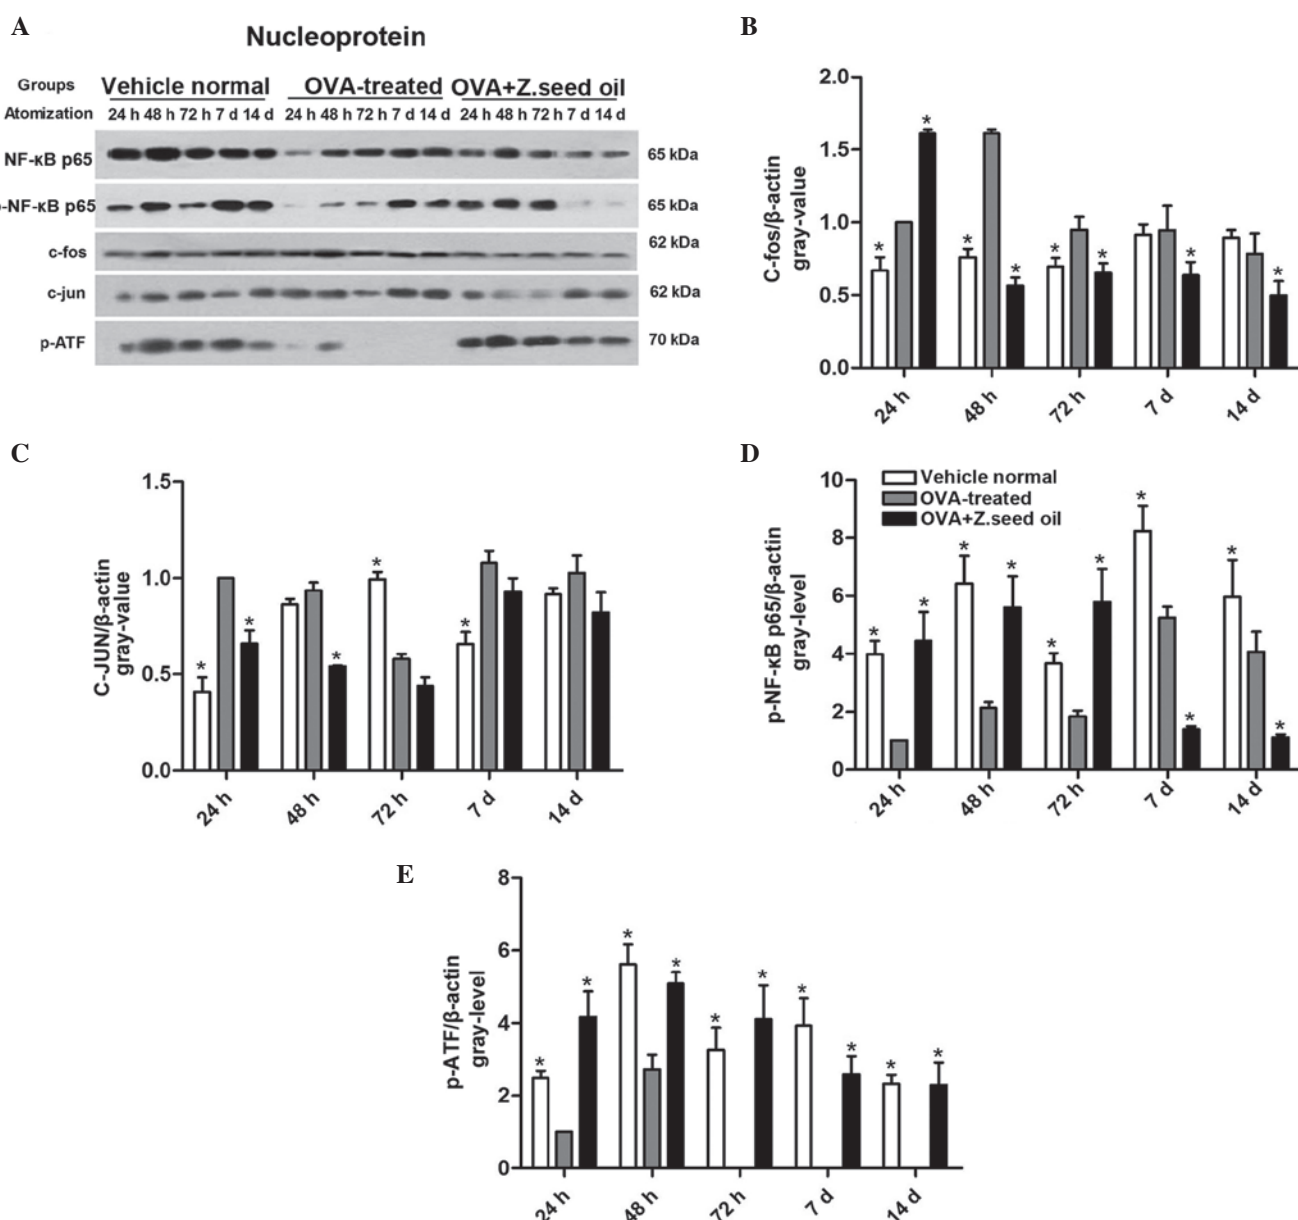 A
Nucleoprotein
Groups Vehicle normal OVA-treated OVA+Z.seed oil
Atomization 24 h 48 h 72 h 7 d 14 d 24 h 48 h 72 h 7 d 14 d 24 h 48 h 72 h 7 d 14 d
NF-κB p65 65 kDa
-NF-κB p65 65 kDa
c-fos 62 kDa
c-jun 62 kDa
p-ATF 70 kDa
B
C-fos/β-actin
gray-value
2.0
1.5
1.0
0.5
0.0
* * * * * * * *
24 h 48 h 72 h 7 d 14 d
C
C-JUN/β-actin
gray-value
1.5
1.0
0.5
0.0
* * * * *
24 h 48 h 72 h 7 d 14 d
D
Vehicle normal
OVA-treated
OVA+Z.seed oil
p-NF-κB p65/β-actin
gray-level
10
8
6
4
2
0
* * * * * * * * * *
24 h 48 h 72 h 7 d 14 d
E
p-ATF/β-actin
gray-level
8
6
4
2
0
* * * * * * * * * *
24 h 48 h 72 h 7 d 14 d